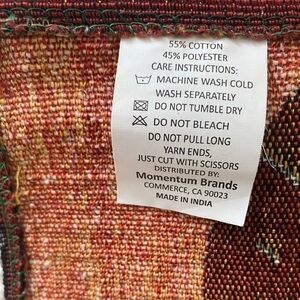 55% COTTON
45% POLYESTER
CARE INSTRUCTIONS:
MACHINE WASH COLD
WASH SEPARATELY
DO NOT TUMBLE DRY
DO NOT BLEACH
DO NOT PULL LONG
YARN ENDS,
JUST CUT WITH SCISSORS
DISTRIBUTED BY:
Momentum Brands
COMMERCE, CA 90023
MADE IN INDIA